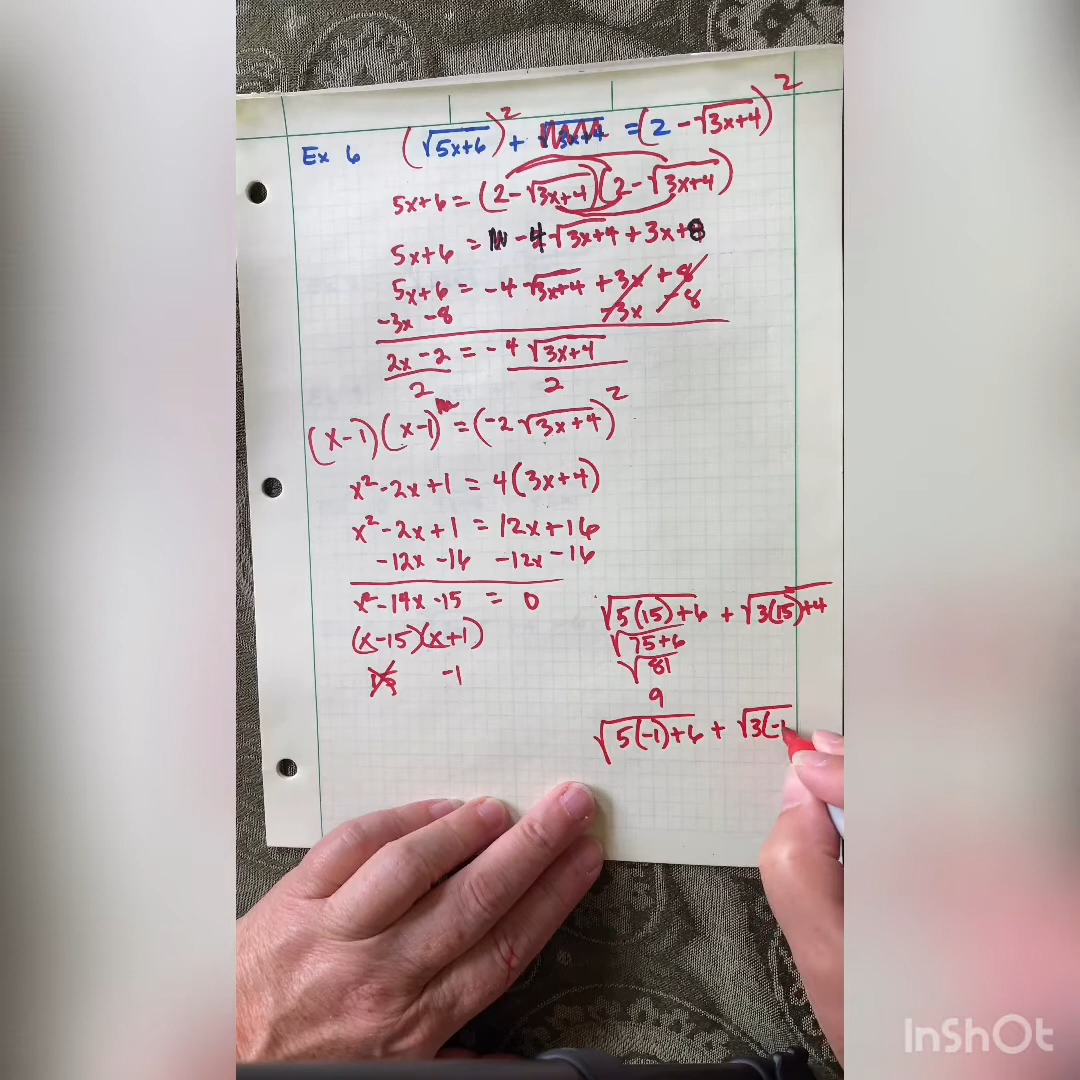 Ex 6 (√5x+6)² + √3x+4 = (2 - √3x+4)²
5x+6 = (2-√3x+4)(2-√3x+4)
5x+6 = -4√3x+4 + 3x+8
5x+6 = -4√3x+4 + 3x + 8
-3x -8 -3x -8
2x-2 = -4√3x+4
2 2
(x-1)(x-1) = (-2√3x+4)²
x²-2x+1 = 4(3x+4)
x²-2x+1 = 12x+16
-12x -16 -12x -16
x²-14x-15 = 0
(x-15)(x+1)
15 -1
√5(15)+6 + √3(15)+4
√75+6
√81
9
√5(-1)+6 + √3(-1
InShOt